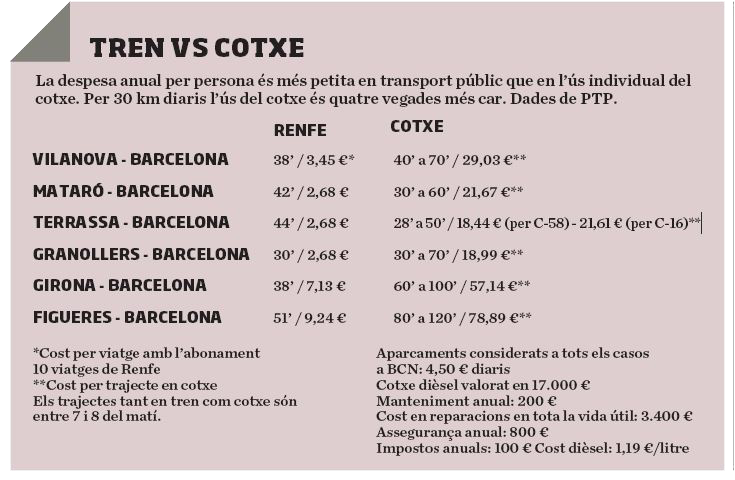 TREN VS COTXE
La despesa anual per persona és més petita en transport públic que en l'ús individual del
cotxe. Per 30 km diaris l'ús del cotxe és quatre vegades més car. Dades de PTP.
RENFE COTXE
VILANOVA - BARCELONA 38' / 3,45 €* 40' a 70' / 29,03 €**
MATARÓ - BARCELONA 42' / 2,68 € 30' a 60' / 21,67 €**
TERRASSA - BARCELONA 44' / 2,68 € 28' a 50' / 18,44 € (per C-58) - 21,61 € (per C-16)**
GRANOLLERS - BARCELONA 30' / 2,68 € 30' a 70' / 18,99 €**
GIRONA - BARCELONA 38' / 7,13 € 60' a 100' / 57,14 €**
FIGUERES - BARCELONA 51' / 9,24 € 80' a 120' / 78,89 €**
*Cost per viatge amb l'abonament
10 viatges de Renfe
**Cost per trajecte en cotxe
Els trajectes tant en tren com cotxe són
entre 7 i 8 del matí.
Aparcaments considerats a tots els casos
a BCN: 4,50 € diaris
Cotxe dièsel valorat en 17.000 €
Manteniment anual: 200 €
Cost en reparacions en tota la vida útil: 3.400 €
Assegurança anual: 800 €
Impostos anuals: 100 € Cost dièsel: 1,19 €/litre